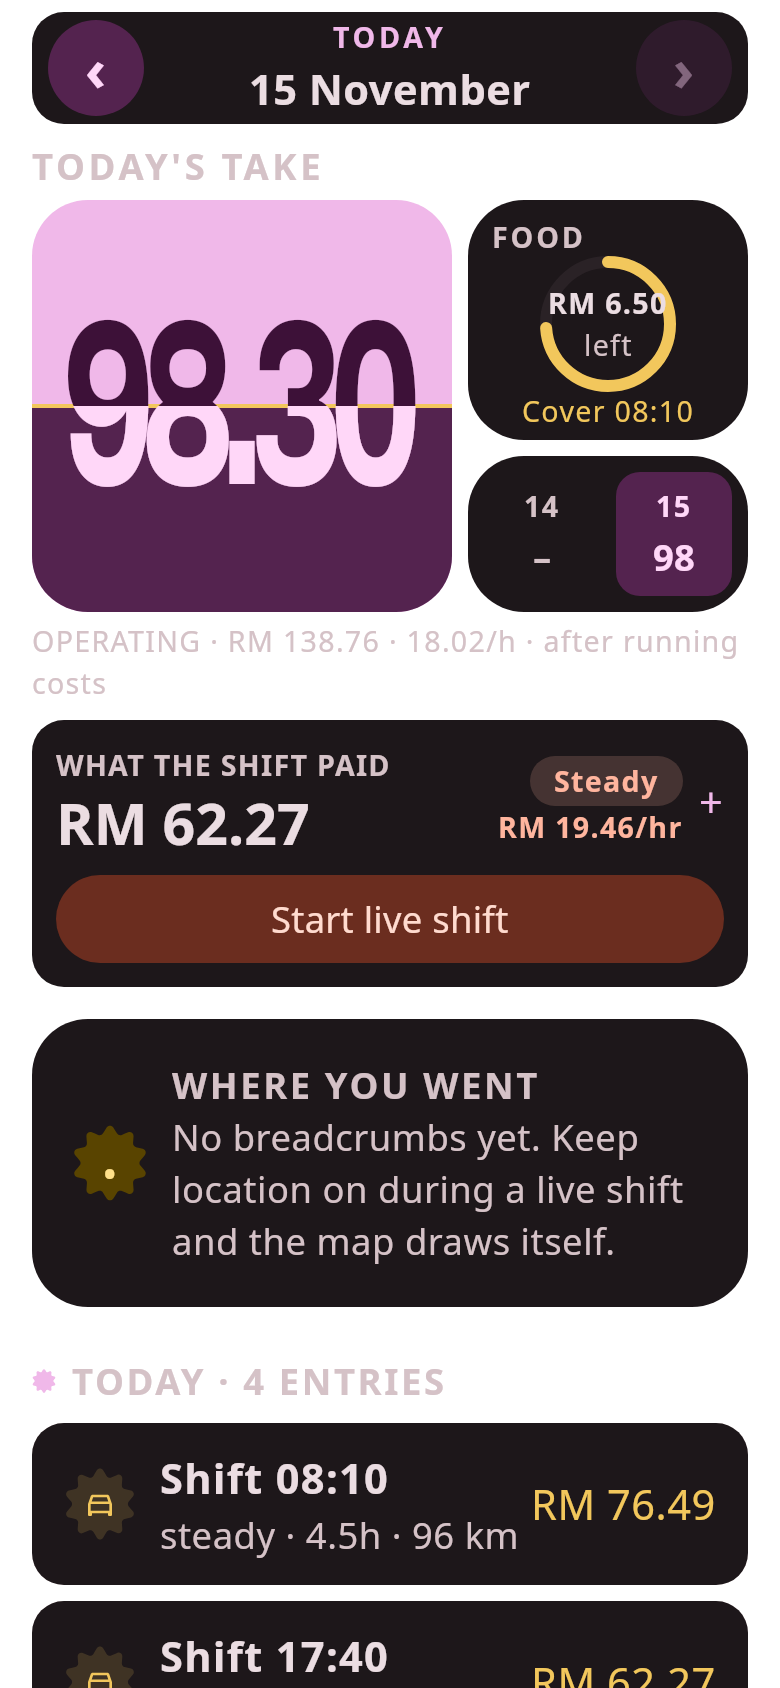 ‹
TODAY
15 November
›
TODAY'S TAKE
98.30
FOOD
RM 6.50
left
Cover 08:10
14
–
15
98
OPERATING · RM 138.76 · 18.02/h · after running
costs
WHAT THE SHIFT PAID
RM 62.27
Steady
RM 19.46/hr
+
Start live shift
WHERE YOU WENT
No breadcrumbs yet. Keep
location on during a live shift
and the map draws itself.
TODAY · 4 ENTRIES
Shift 08:10
steady · 4.5h · 96 km
RM 76.49
Shift 17:40
RM 62.27